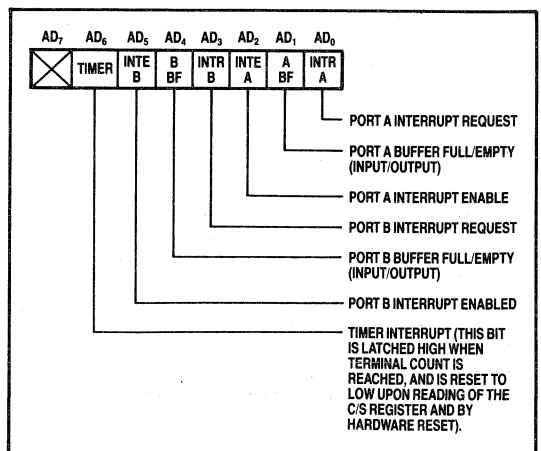 AD₇ AD₆ AD₅ AD₄ AD₃ AD₂ AD₁ AD₀
TIMER INTE B B BF INTR B INTE A A BF INTR A
PORT A INTERRUPT REQUEST
PORT A BUFFER FULL/EMPTY
(INPUT/OUTPUT)
PORT A INTERRUPT ENABLE
PORT B INTERRUPT REQUEST
PORT B BUFFER FULL/EMPTY
(INPUT/OUTPUT)
PORT B INTERRUPT ENABLED
TIMER INTERRUPT (THIS BIT
IS LATCHED HIGH WHEN
TERMINAL COUNT IS
REACHED, AND IS RESET TO
LOW UPON READING OF THE
C/S REGISTER AND BY
HARDWARE RESET).